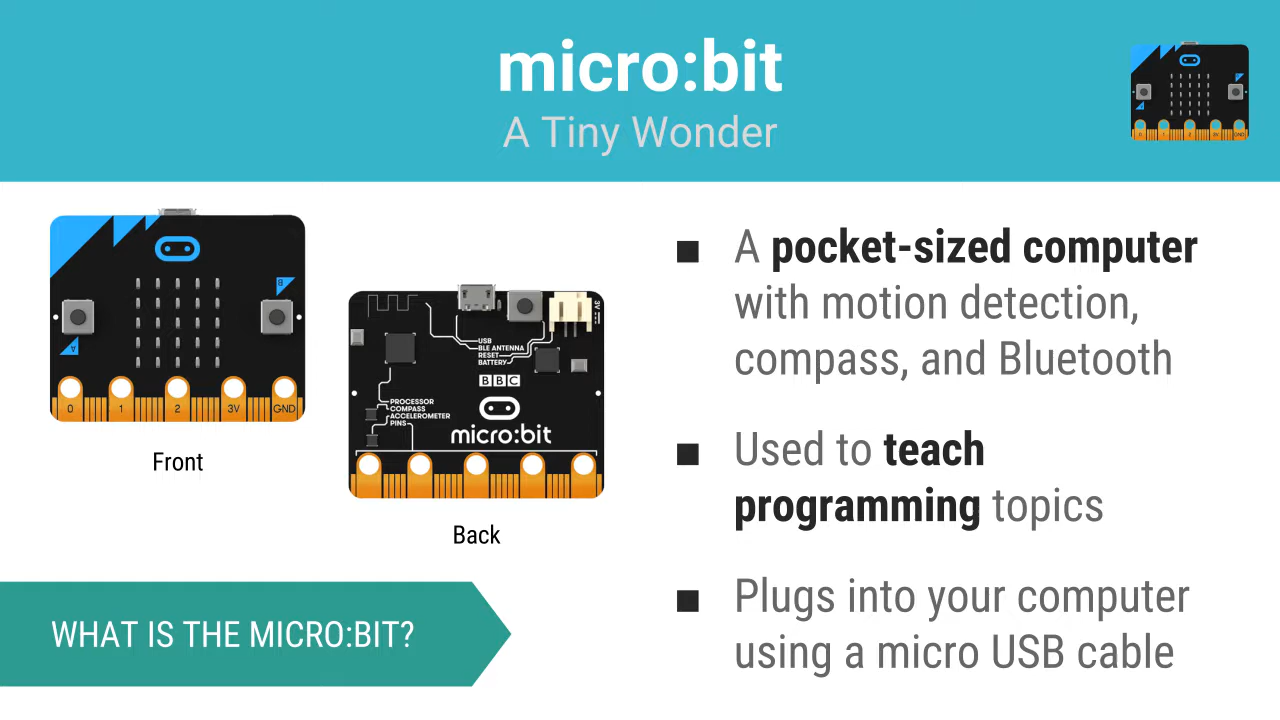 micro:bit
A Tiny Wonder
A
B
0 1 2 3V GND
Front
USB
BLE ANTENNA
RESET
BATTERY
3V
BBC
PROCESSOR
COMPASS
ACCELEROMETER
PINS
micro:bit
Back
WHAT IS THE MICRO:BIT?
■ A pocket-sized computer
with motion detection,
compass, and Bluetooth
■ Used to teach
programming topics
■ Plugs into your computer
using a micro USB cable